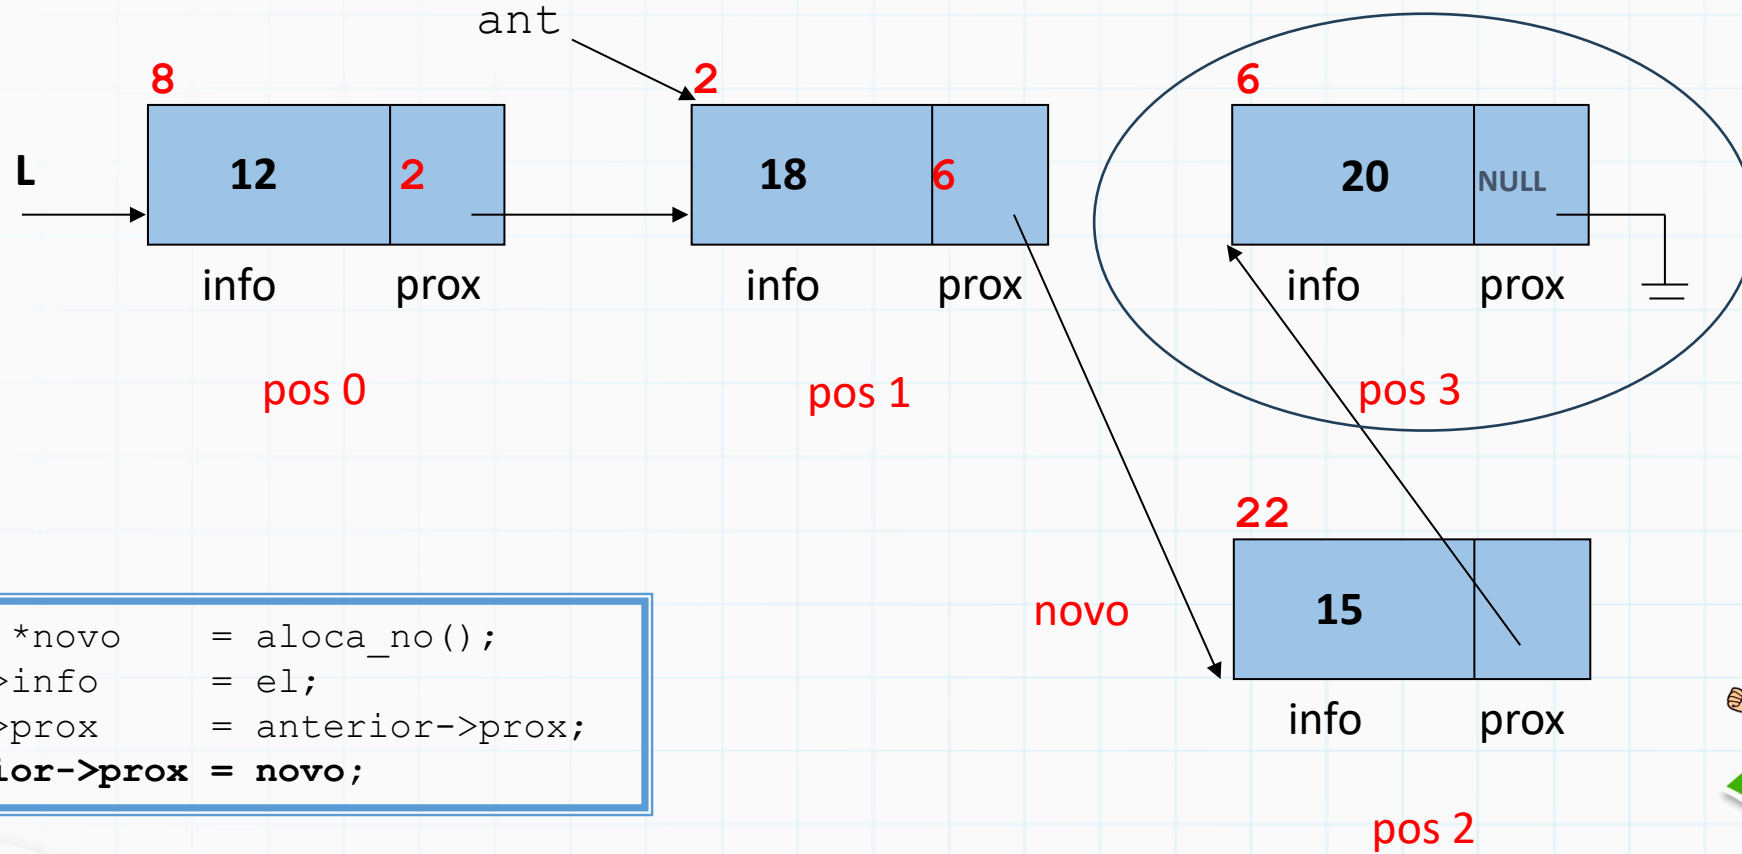 ant
8
2
6
L
12
2
18
6
20
NULL
info
prox
info
prox
info
prox
pos 0
pos 1
pos 3
22
novo
15
info
prox
pos 2
*novo = aloca_no();
>info = el;
>prox = anterior->prox;
ior->prox = novo;